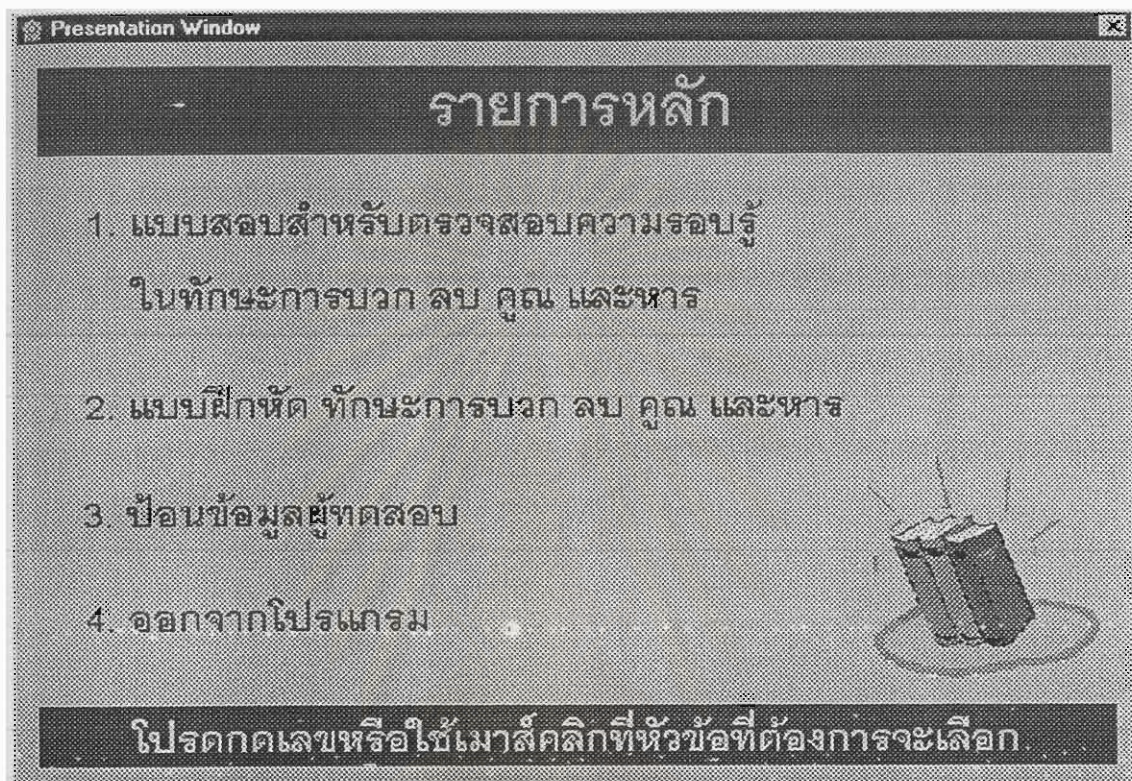 Presentation Window
รายการหลัก
1. แบบสอบสำหรับตรวจสอบความรอบรู้
ในทักษะการบวก ลบ คูณ และหาร
2. แบบฝึกหัด ทักษะการบวก ลบ คูณ และหาร
3. ป้อนข้อมูลผู้ทดสอบ
4. ออกจากโปรแกรม
โปรดกดเลขหรือใช้เมาส์คลิกที่หัวข้อที่ต้องการจะเลือก